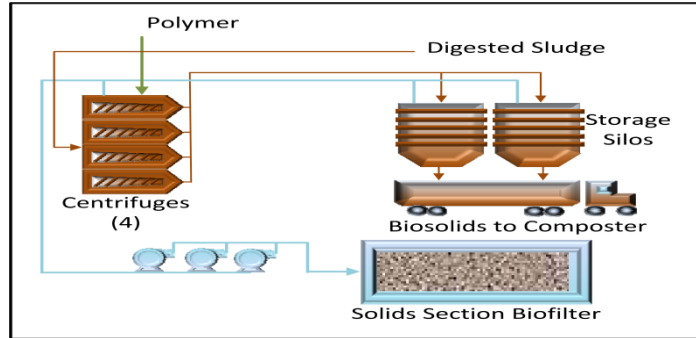 Polymer
Digested Sludge
Storage
Silos
Centrifuges
(4)
Biosolids to Composter
Solids Section Biofilter